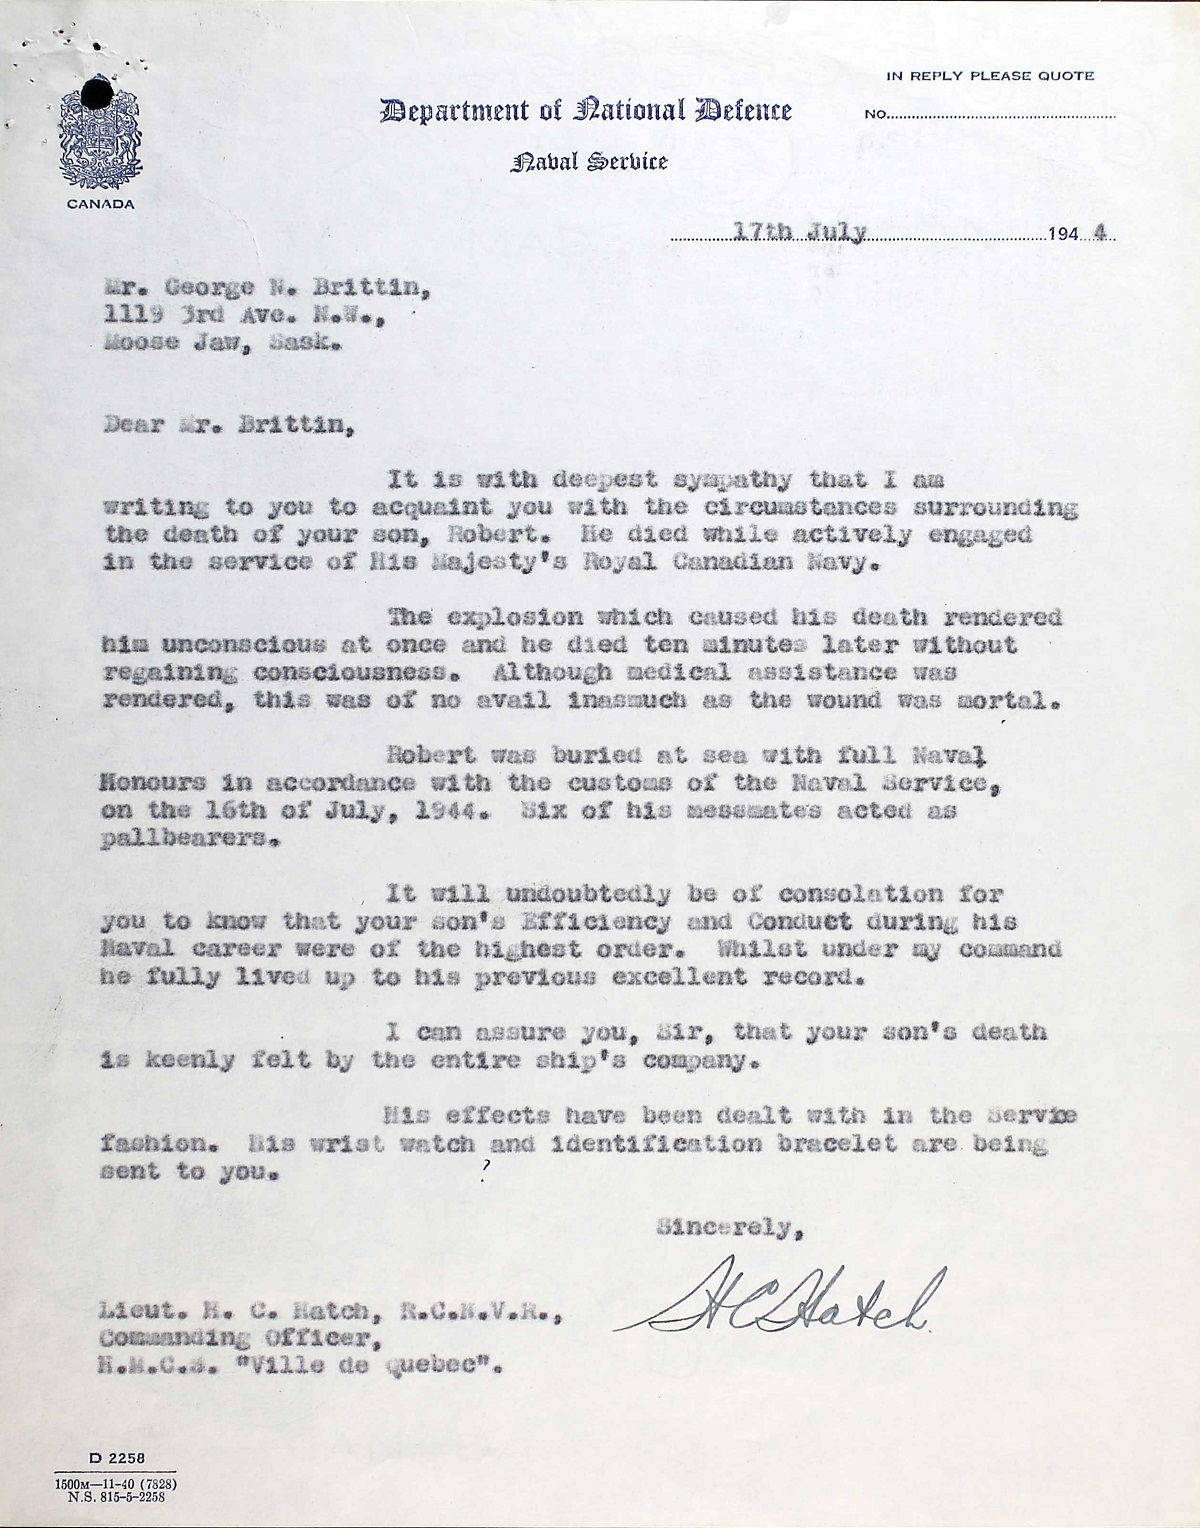 IN REPLY PLEASE QUOTE
Department of National Defence
No.
Naval Service
CANADA
17th July 194 4
Mr. George N. Brittin,
1119 3rd Ave. N.W.,
Moose Jaw, Sask.
Dear Mr. Brittin,
It is with deepest sympathy that I am
writing to you to acquaint you with the circumstances surrounding
the death of your son, Robert. He died while actively engaged
in the service of His Majesty's Royal Canadian Navy.
The explosion which caused his death rendered
him unconscious at once and he died ten minutes later without
regaining consciousness. Although medical assistance was
rendered, this was of no avail inasmuch as the wound was mortal.
Robert was buried at sea with full Naval
Honours in accordance with the customs of the Naval Service,
on the 16th of July, 1944. Six of his messmates acted as
pallbearers.
It will undoubtedly be of consolation for
you to know that your son's Efficiency and Conduct during his
Naval career were of the highest order. Whilst under my command
he fully lived up to his previous excellent record.
I can assure you, Sir, that your son's death
is keenly felt by the entire ship's company.
His effects have been dealt with in the Service
fashion. His wrist watch and identification bracelet are being
sent to you.
?
Sincerely,
H C Hatch.
Lieut. H. C. Hatch, R.C.N.V.R.,
Commanding Officer,
H.M.C.S. "Ville de Quebec".
D 2258
1500M—11-40 (7828)
N.S. 815-5-2258